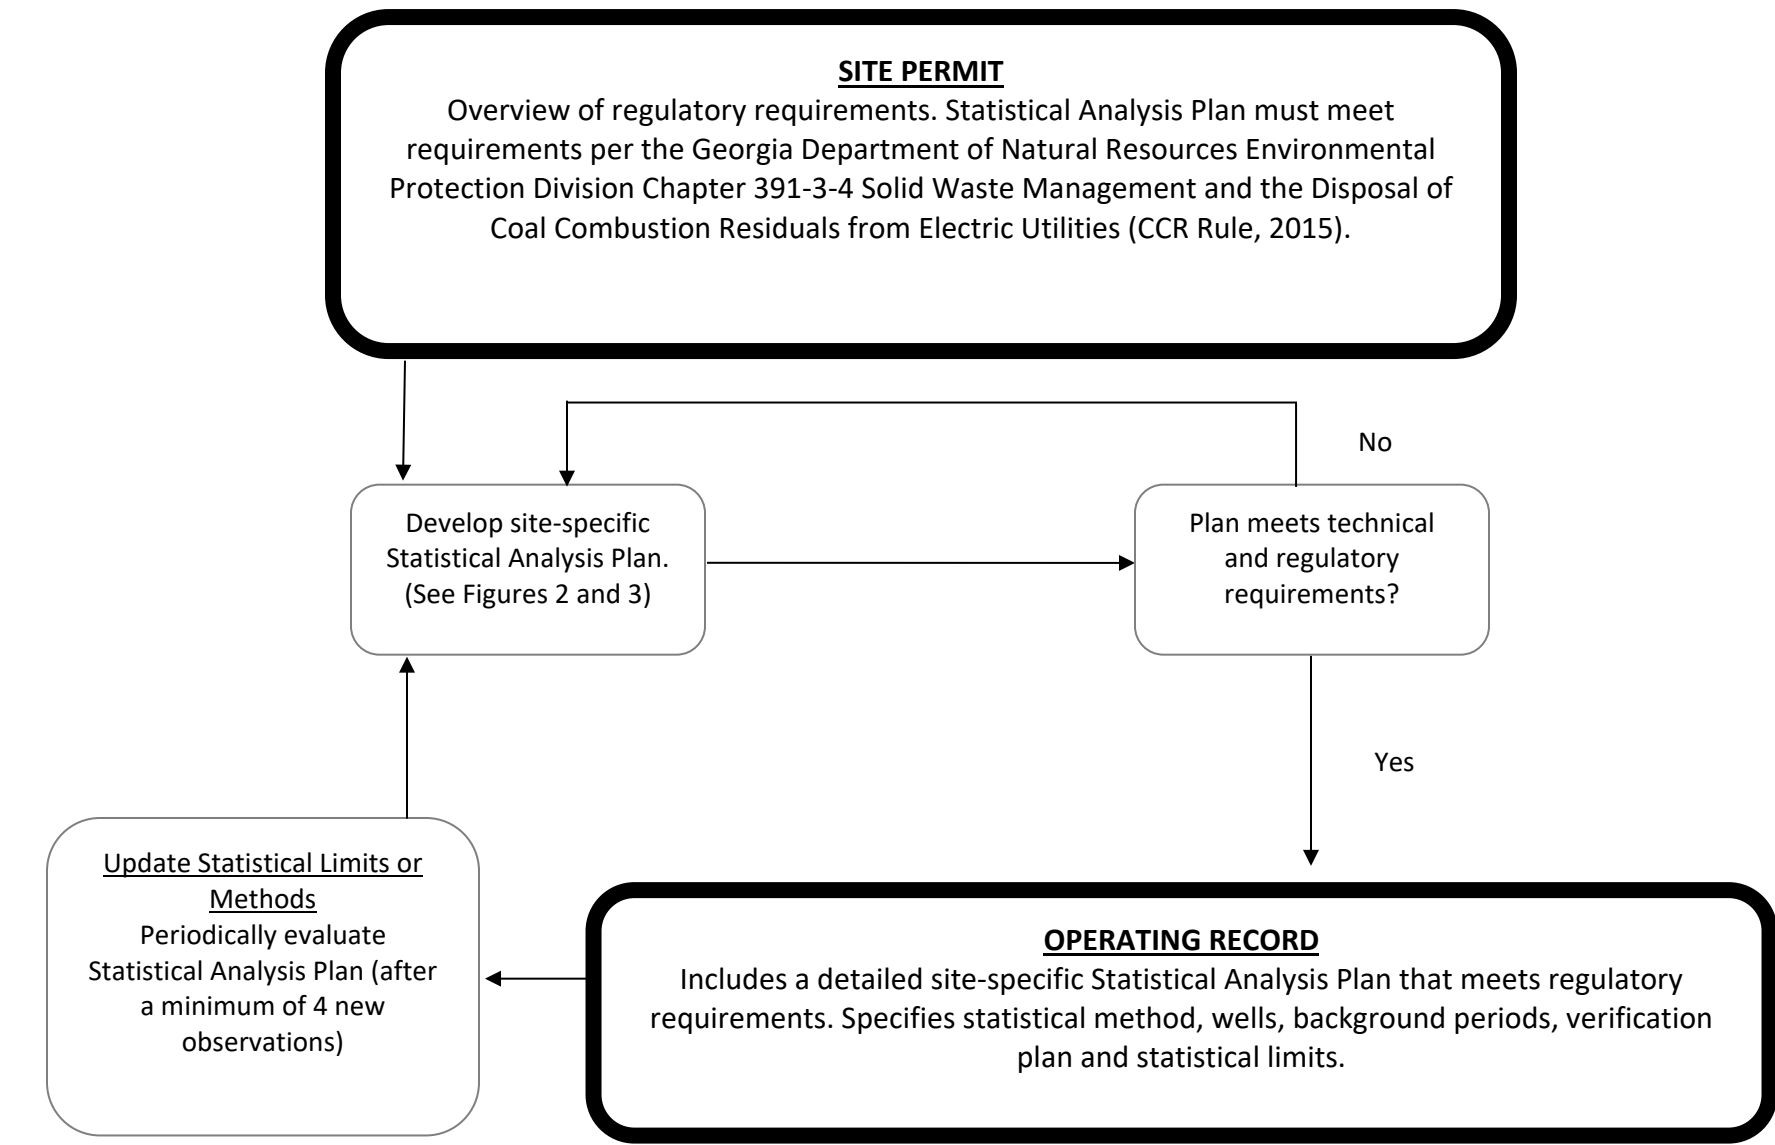 SITE PERMIT
Overview of regulatory requirements. Statistical Analysis Plan must meet
requirements per the Georgia Department of Natural Resources Environmental
Protection Division Chapter 391-3-4 Solid Waste Management and the Disposal of
Coal Combustion Residuals from Electric Utilities (CCR Rule, 2015).
No
Develop site-specific
Statistical Analysis Plan.
(See Figures 2 and 3)
Plan meets technical
and regulatory
requirements?
Yes
Update Statistical Limits or
Methods
Periodically evaluate
Statistical Analysis Plan (after
a minimum of 4 new
observations)
OPERATING RECORD
Includes a detailed site-specific Statistical Analysis Plan that meets regulatory
requirements. Specifies statistical method, wells, background periods, verification
plan and statistical limits.